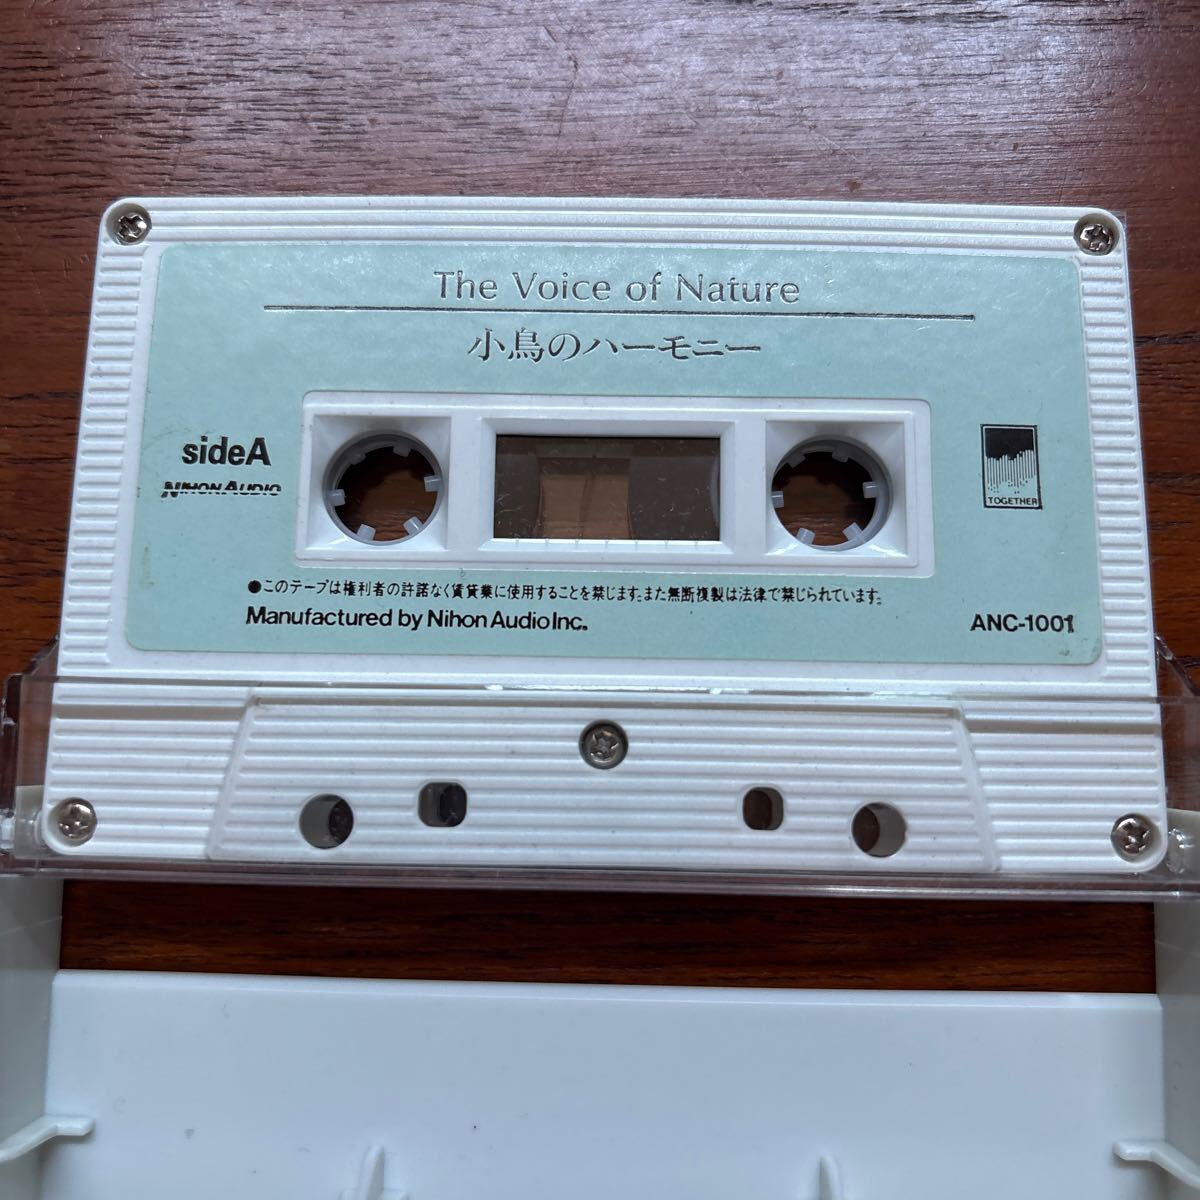 The Voice of Nature
小鳥のハーモニー
sideA
NIHON AUDIO
TOGETHER
●このテープは権利者の許諾なく賃貸業に使用することを禁じます。また無断複製は法律で禁じられています。
Manufactured by Nihon Audio Inc.
ANC-1001